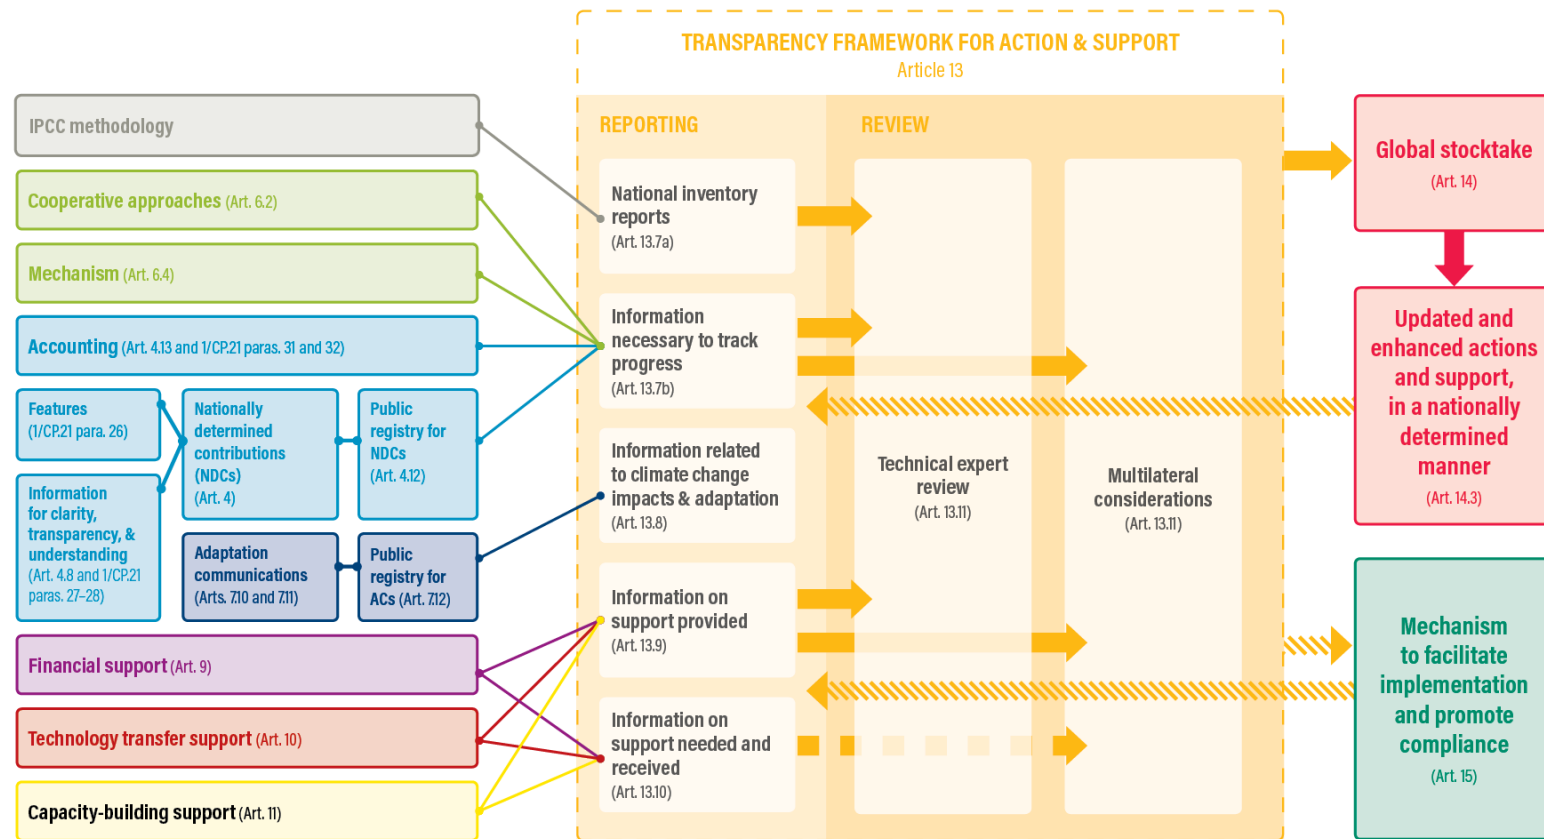 TRANSPARENCY FRAMEWORK FOR ACTION & SUPPORT
Article 13
IPCC methodology
Cooperative approaches (Art. 6.2)
Mechanism (Art. 6.4)
Accounting (Art. 4.13 and 1/CP.21 paras. 31 and 32)
Features
(1/CP.21 para. 26)
Information
for clarity,
transparency, &
understanding
(Art. 4.8 and 1/CP.21
paras. 27–28)
Nationally
determined
contributions
(NDCs)
(Art. 4)
Public
registry for
NDCs
(Art. 4.12)
Adaptation
communications
(Arts. 7.10 and 7.11)
Public
registry for
ACs (Art. 7.12)
Financial support (Art. 9)
Technology transfer support (Art. 10)
Capacity-building support (Art. 11)
REPORTING
National inventory
reports
(Art. 13.7a)
Information
necessary to track
progress
(Art. 13.7b)
Information related
to climate change
impacts & adaptation
(Art. 13.8)
Information on
support provided
(Art. 13.9)
Information on
support needed and
received
(Art. 13.10)
REVIEW
Technical expert
review
(Art. 13.11)
Multilateral
considerations
(Art. 13.11)
Global stocktake
(Art. 14)
Updated and
enhanced actions
and support,
in a nationally
determined
manner
(Art. 14.3)
Mechanism
to facilitate
implementation
and promote
compliance
(Art. 15)